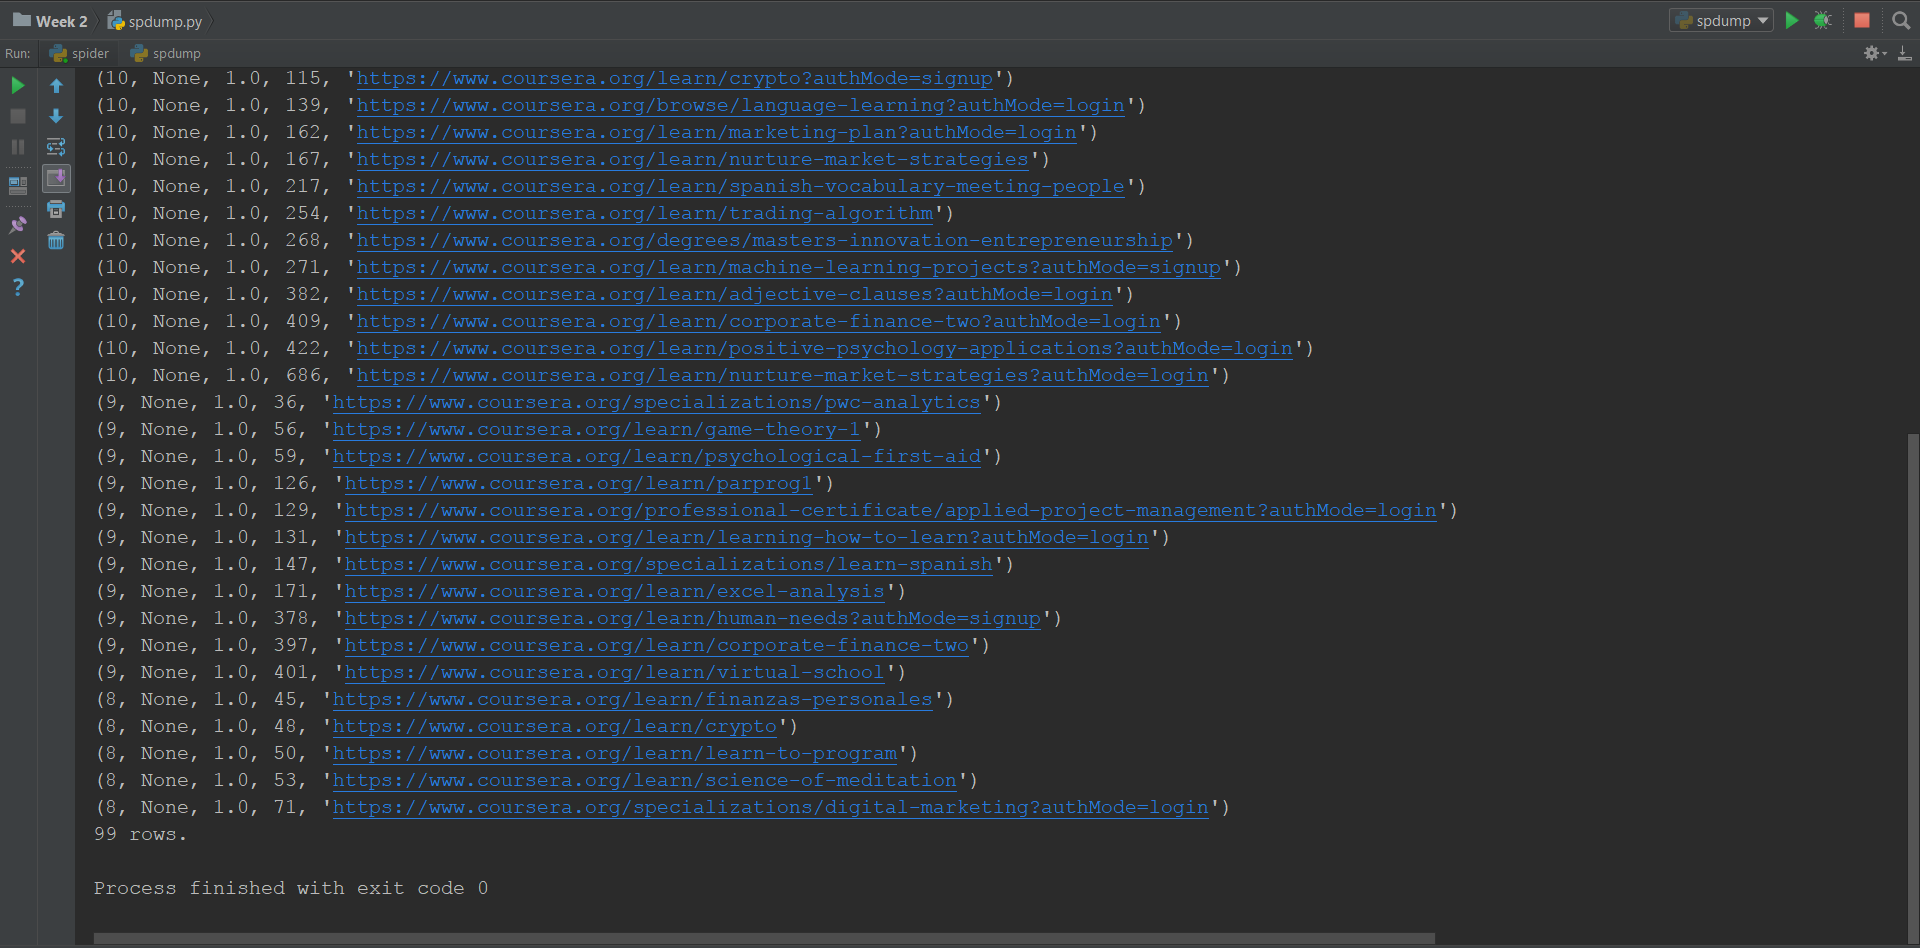 Week 2 spdump.py spdump
Run: spider spdump
(10, None, 1.0, 115, 'https://www.coursera.org/learn/crypto?authMode=signup')
(10, None, 1.0, 139, 'https://www.coursera.org/browse/language-learning?authMode=login')
(10, None, 1.0, 162, 'https://www.coursera.org/learn/marketing-plan?authMode=login')
(10, None, 1.0, 167, 'https://www.coursera.org/learn/nurture-market-strategies')
(10, None, 1.0, 217, 'https://www.coursera.org/learn/spanish-vocabulary-meeting-people')
(10, None, 1.0, 254, 'https://www.coursera.org/learn/trading-algorithm')
(10, None, 1.0, 268, 'https://www.coursera.org/degrees/masters-innovation-entrepreneurship')
(10, None, 1.0, 271, 'https://www.coursera.org/learn/machine-learning-projects?authMode=signup')
(10, None, 1.0, 382, 'https://www.coursera.org/learn/adjective-clauses?authMode=login')
(10, None, 1.0, 409, 'https://www.coursera.org/learn/corporate-finance-two?authMode=login')
(10, None, 1.0, 422, 'https://www.coursera.org/learn/positive-psychology-applications?authMode=login')
(10, None, 1.0, 686, 'https://www.coursera.org/learn/nurture-market-strategies?authMode=login')
(9, None, 1.0, 36, 'https://www.coursera.org/specializations/pwc-analytics')
(9, None, 1.0, 56, 'https://www.coursera.org/learn/game-theory-1')
(9, None, 1.0, 59, 'https://www.coursera.org/learn/psychological-first-aid')
(9, None, 1.0, 126, 'https://www.coursera.org/learn/parprog1')
(9, None, 1.0, 129, 'https://www.coursera.org/professional-certificate/applied-project-management?authMode=login')
(9, None, 1.0, 131, 'https://www.coursera.org/learn/learning-how-to-learn?authMode=login')
(9, None, 1.0, 147, 'https://www.coursera.org/specializations/learn-spanish')
(9, None, 1.0, 171, 'https://www.coursera.org/learn/excel-analysis')
(9, None, 1.0, 378, 'https://www.coursera.org/learn/human-needs?authMode=signup')
(9, None, 1.0, 397, 'https://www.coursera.org/learn/corporate-finance-two')
(9, None, 1.0, 401, 'https://www.coursera.org/learn/virtual-school')
(8, None, 1.0, 45, 'https://www.coursera.org/learn/finanzas-personales')
(8, None, 1.0, 48, 'https://www.coursera.org/learn/crypto')
(8, None, 1.0, 50, 'https://www.coursera.org/learn/learn-to-program')
(8, None, 1.0, 53, 'https://www.coursera.org/learn/science-of-meditation')
(8, None, 1.0, 71, 'https://www.coursera.org/specializations/digital-marketing?authMode=login')
99 rows.
Process finished with exit code 0